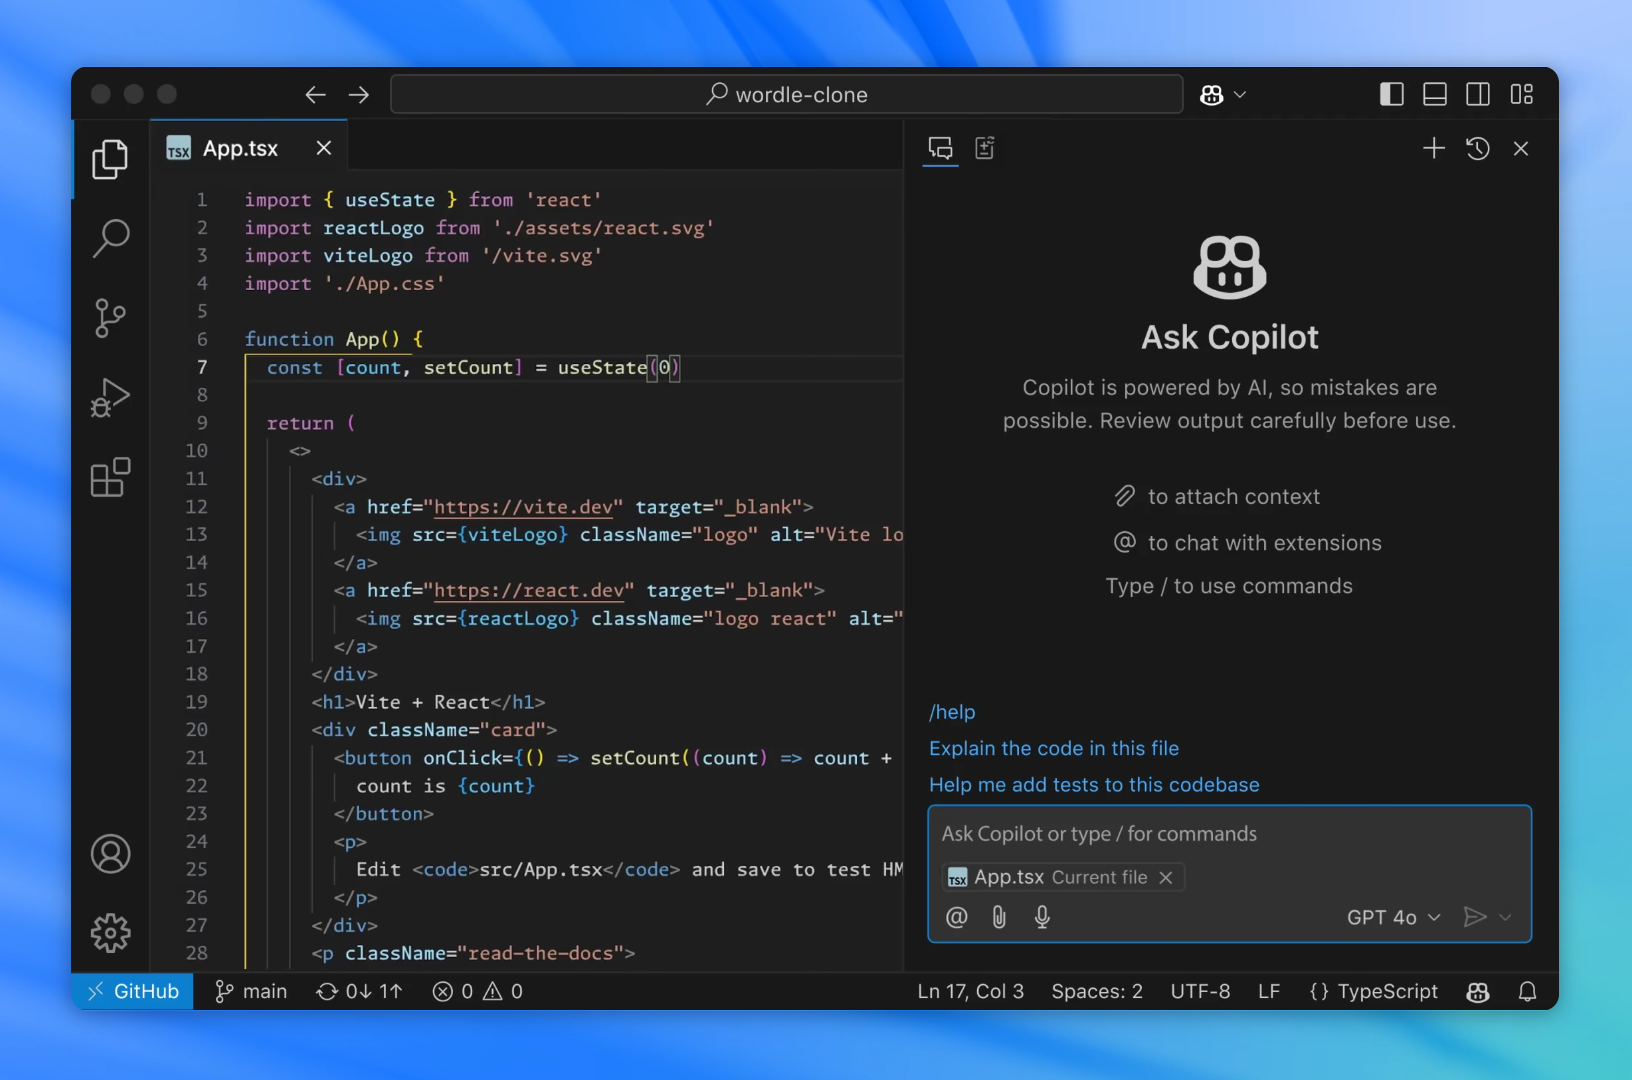 wordle-clone
TSX App.tsx
1 import { useState } from 'react'
2 import reactLogo from './assets/react.svg'
3 import viteLogo from '/vite.svg'
4 import './App.css'
5
6 function App() {
7 const [count, setCount] = useState(0)
8
9 return (
10 <>
11 <div>
12 <a href="https://vite.dev" target="_blank">
13 <img src={viteLogo} className="logo" alt="Vite lo
14 </a>
15 <a href="https://react.dev" target="_blank">
16 <img src={reactLogo} className="logo react" alt="
17 </a>
18 </div>
19 <h1>Vite + React</h1>
20 <div className="card">
21 <button onClick={() => setCount((count) => count +
22 count is {count}
23 </button>
24 <p>
25 Edit <code>src/App.tsx</code> and save to test HM
26 </p>
27 </div>
28 <p className="read-the-docs">
Ask Copilot
Copilot is powered by AI, so mistakes are
possible. Review output carefully before use.
to attach context
@ to chat with extensions
Type / to use commands
/help
Explain the code in this file
Help me add tests to this codebase
Ask Copilot or type / for commands
TSX App.tsx Current file
@ GPT 4o
GitHub main 0↓ 1↑ 0 0 Ln 17, Col 3 Spaces: 2 UTF-8 LF {} TypeScript